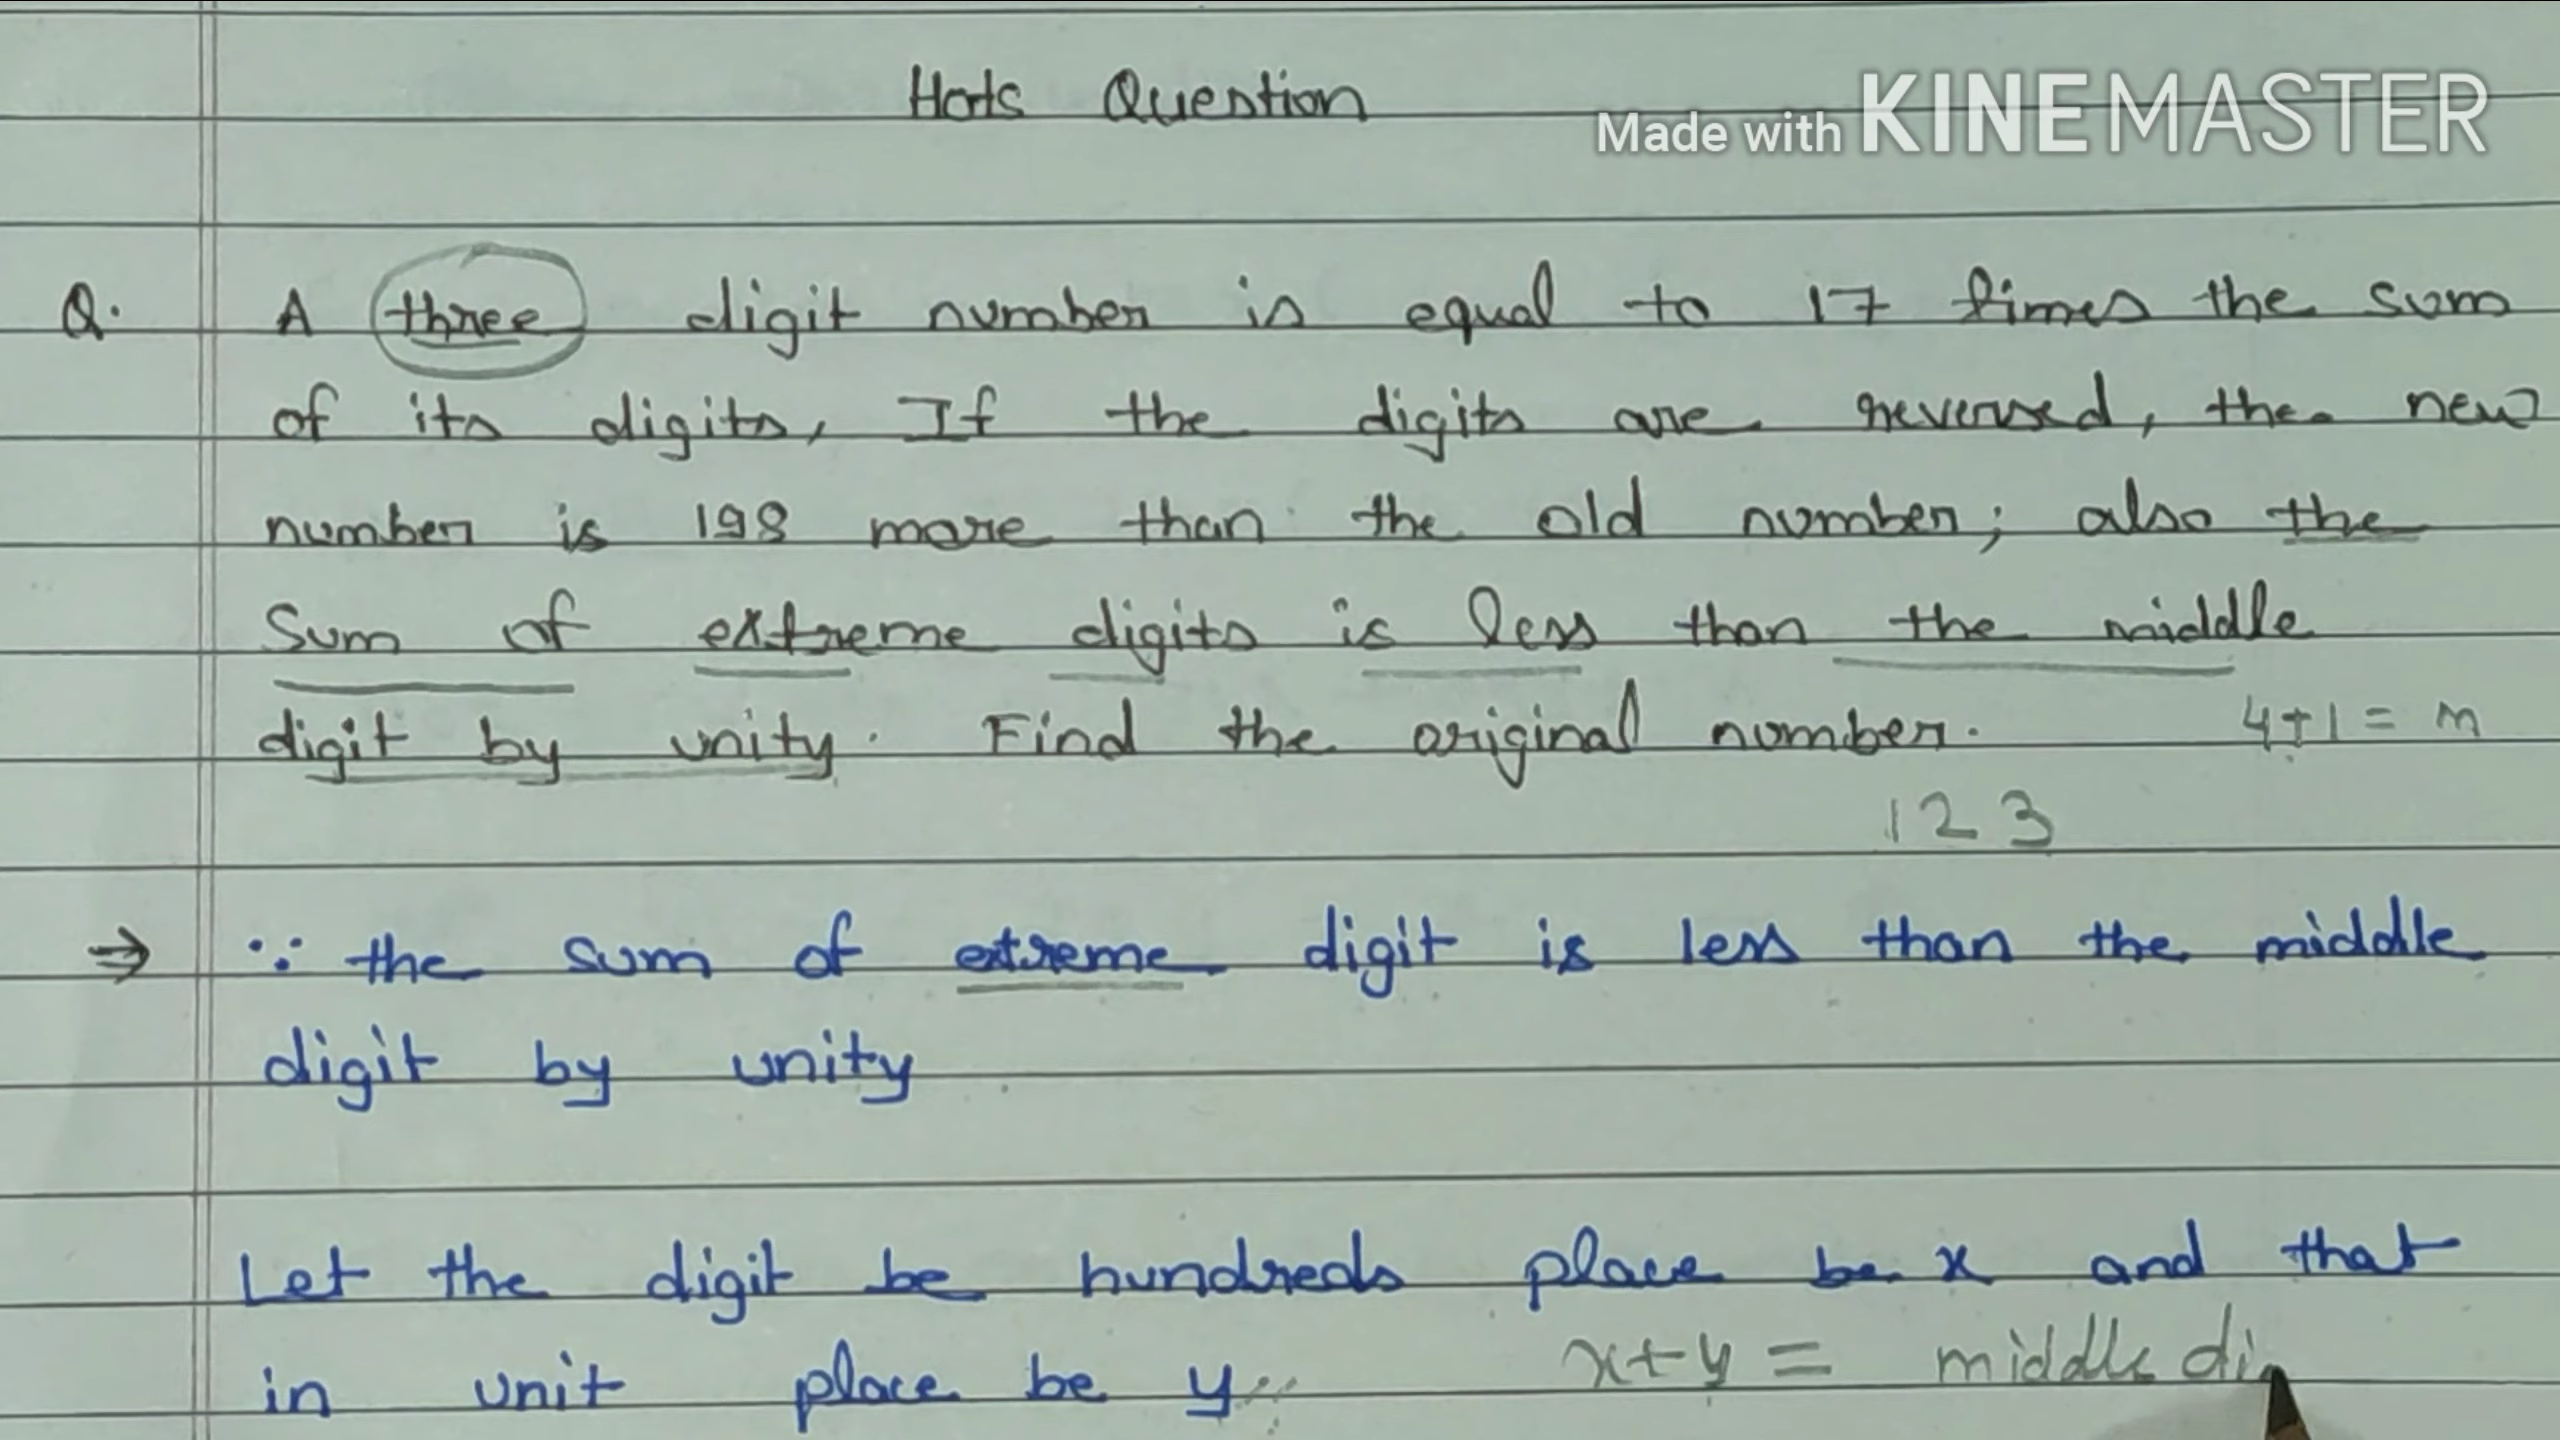 Hots Question
Made with KINEMASTER
Q. A three digit number is equal to 17 times the sum
of its digits, If the digits are reversed, the new
number is 198 more than the old number; also the
Sum of extreme digits is less than the middle
digit by unity. Find the original number. 4+1 = m
1 2 3
⇒ ∵ the sum of extreme digit is less than the middle
digit by unity
Let the digit be hundreds place be x and that
in unit place be y. x+y = middle di